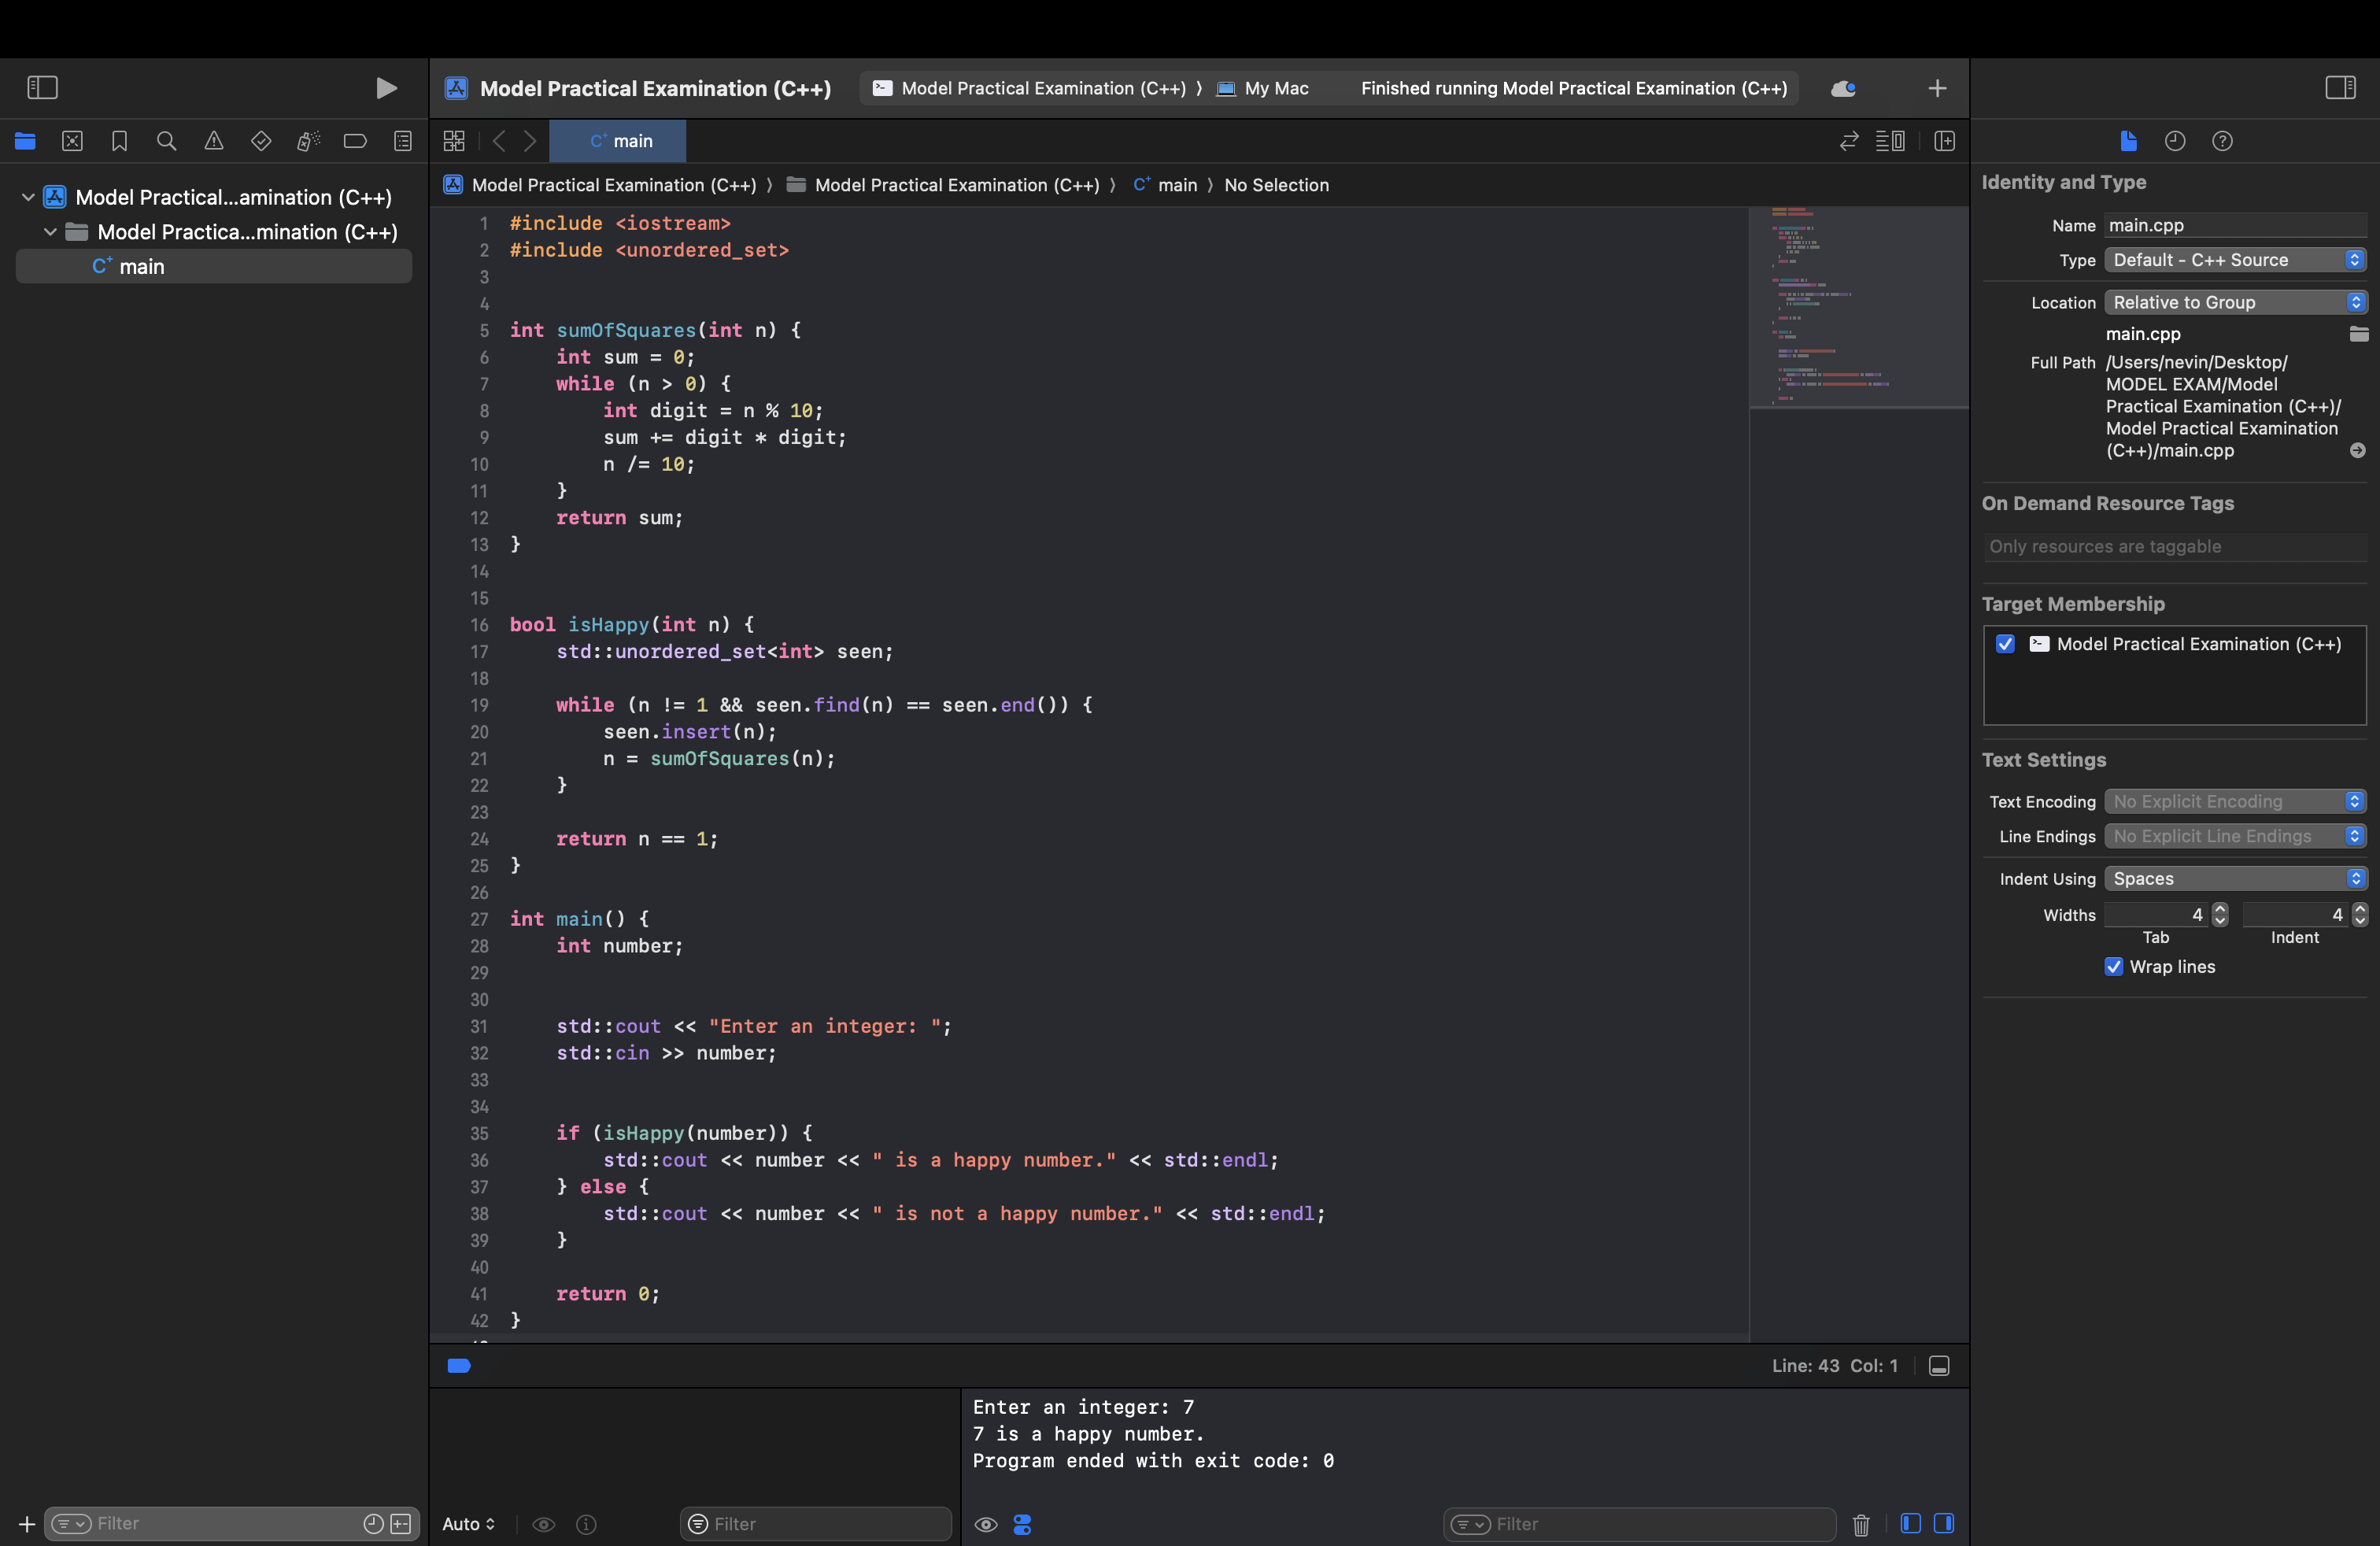 Model Practical Examination (C++)
Model Practical Examination (C++) ⟩ My Mac
Finished running Model Practical Examination (C++)
main
Model Practical Examination (C++) ⟩ Model Practical Examination (C++) ⟩ main ⟩ No Selection
Model Practical...amination (C++)
Model Practica...mination (C++)
main
1 #include <iostream>
2 #include <unordered_set>
3
4
5 int sumOfSquares(int n) {
6     int sum = 0;
7     while (n > 0) {
8         int digit = n % 10;
9         sum += digit * digit;
10         n /= 10;
11     }
12     return sum;
13 }
14
15
16 bool isHappy(int n) {
17     std::unordered_set<int> seen;
18
19     while (n != 1 && seen.find(n) == seen.end()) {
20         seen.insert(n);
21         n = sumOfSquares(n);
22     }
23
24     return n == 1;
25 }
26
27 int main() {
28     int number;
29
30
31     std::cout << "Enter an integer: ";
32     std::cin >> number;
33
34
35     if (isHappy(number)) {
36         std::cout << number << " is a happy number." << std::endl;
37     } else {
38         std::cout << number << " is not a happy number." << std::endl;
39     }
40
41     return 0;
42 }
Line: 43 Col: 1
Enter an integer: 7
7 is a happy number.
Program ended with exit code: 0
Filter
Auto
Filter
Filter
Identity and Type
Name main.cpp
Type Default - C++ Source
Location Relative to Group
main.cpp
Full Path /Users/nevin/Desktop/
MODEL EXAM/Model
Practical Examination (C++)/
Model Practical Examination
(C++)/main.cpp
On Demand Resource Tags
Only resources are taggable
Target Membership
Model Practical Examination (C++)
Text Settings
Text Encoding No Explicit Encoding
Line Endings No Explicit Line Endings
Indent Using Spaces
Widths 4 4
Tab Indent
Wrap lines